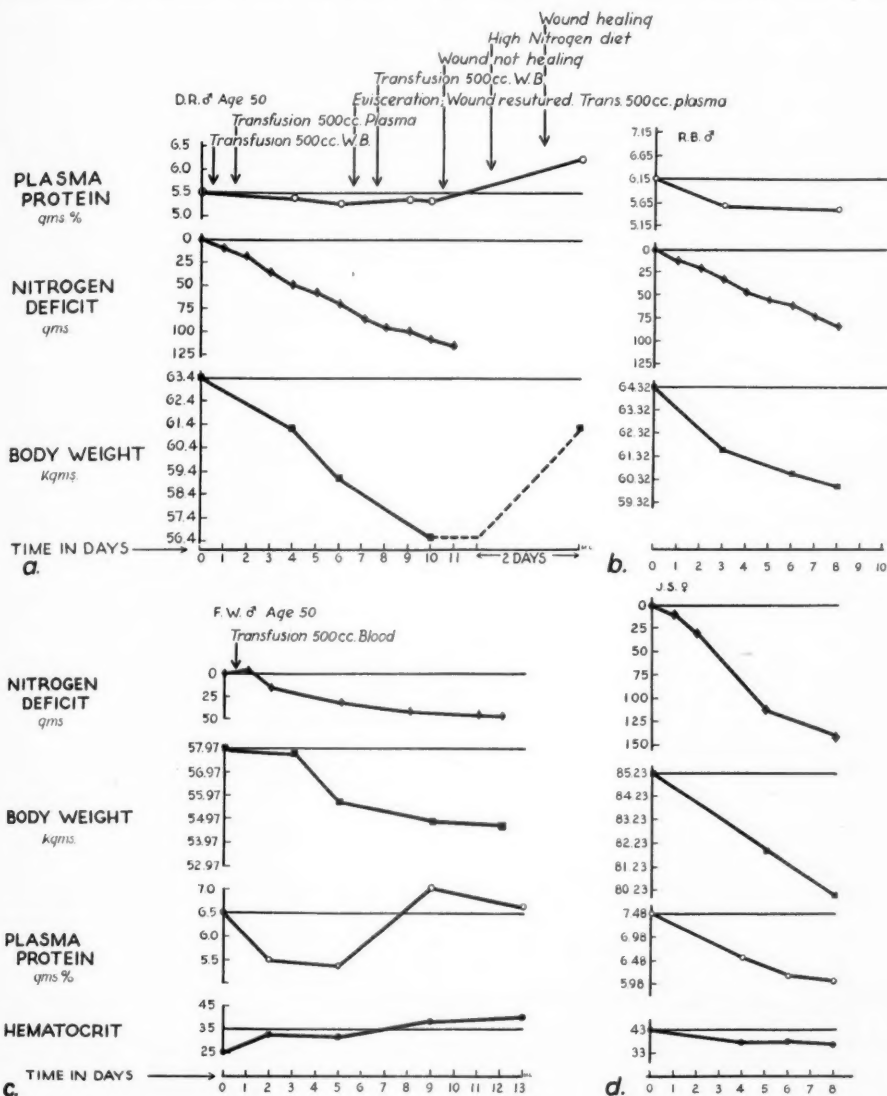 Wound healing
High Nitrogen diet
Wound not healing
Transfusion 500cc. W.B.
Evisceration: Wound resutured. Trans. 500cc. plasma
D.R. ♂ Age 50
Transfusion 500cc. Plasma
Transfusion 500cc. W.B.
PLASMA
PROTEIN
gms. %
6.5
6.0
5.5
5.0
NITROGEN
DEFICIT
gms.
0
25
50
75
100
125
BODY WEIGHT
Kgms.
63.4
62.4
61.4
60.4
59.4
58.4
57.4
56.4
TIME IN DAYS
0 1 2 3 4 5 6 7 8 9 10 11 2 DAYS
a.
R.B. ♂
7.15
6.65
6.15
5.65
5.15
0
25
50
75
100
125
64.32
63.32
62.32
61.32
60.32
59.32
0 1 2 3 4 5 6 7 8 9 10
b.
F.W. ♂ Age 50
Transfusion 500cc. Blood
NITROGEN
DEFICIT
gms
0
25
50
BODY WEIGHT
kgms.
57.97
56.97
55.97
54.97
53.97
52.97
PLASMA
PROTEIN
gms %
7.0
6.5
6.0
5.5
HEMATOCRIT
45
35
25
TIME IN DAYS
0 1 2 3 4 5 6 7 8 9 10 11 12 13
c.
J.S. ♀
0
25
50
75
100
125
150
85.23
84.23
83.23
82.23
81.23
80.23
7.48
6.98
6.48
5.98
43
33
0 1 2 3 4 5 6 7 8
d.